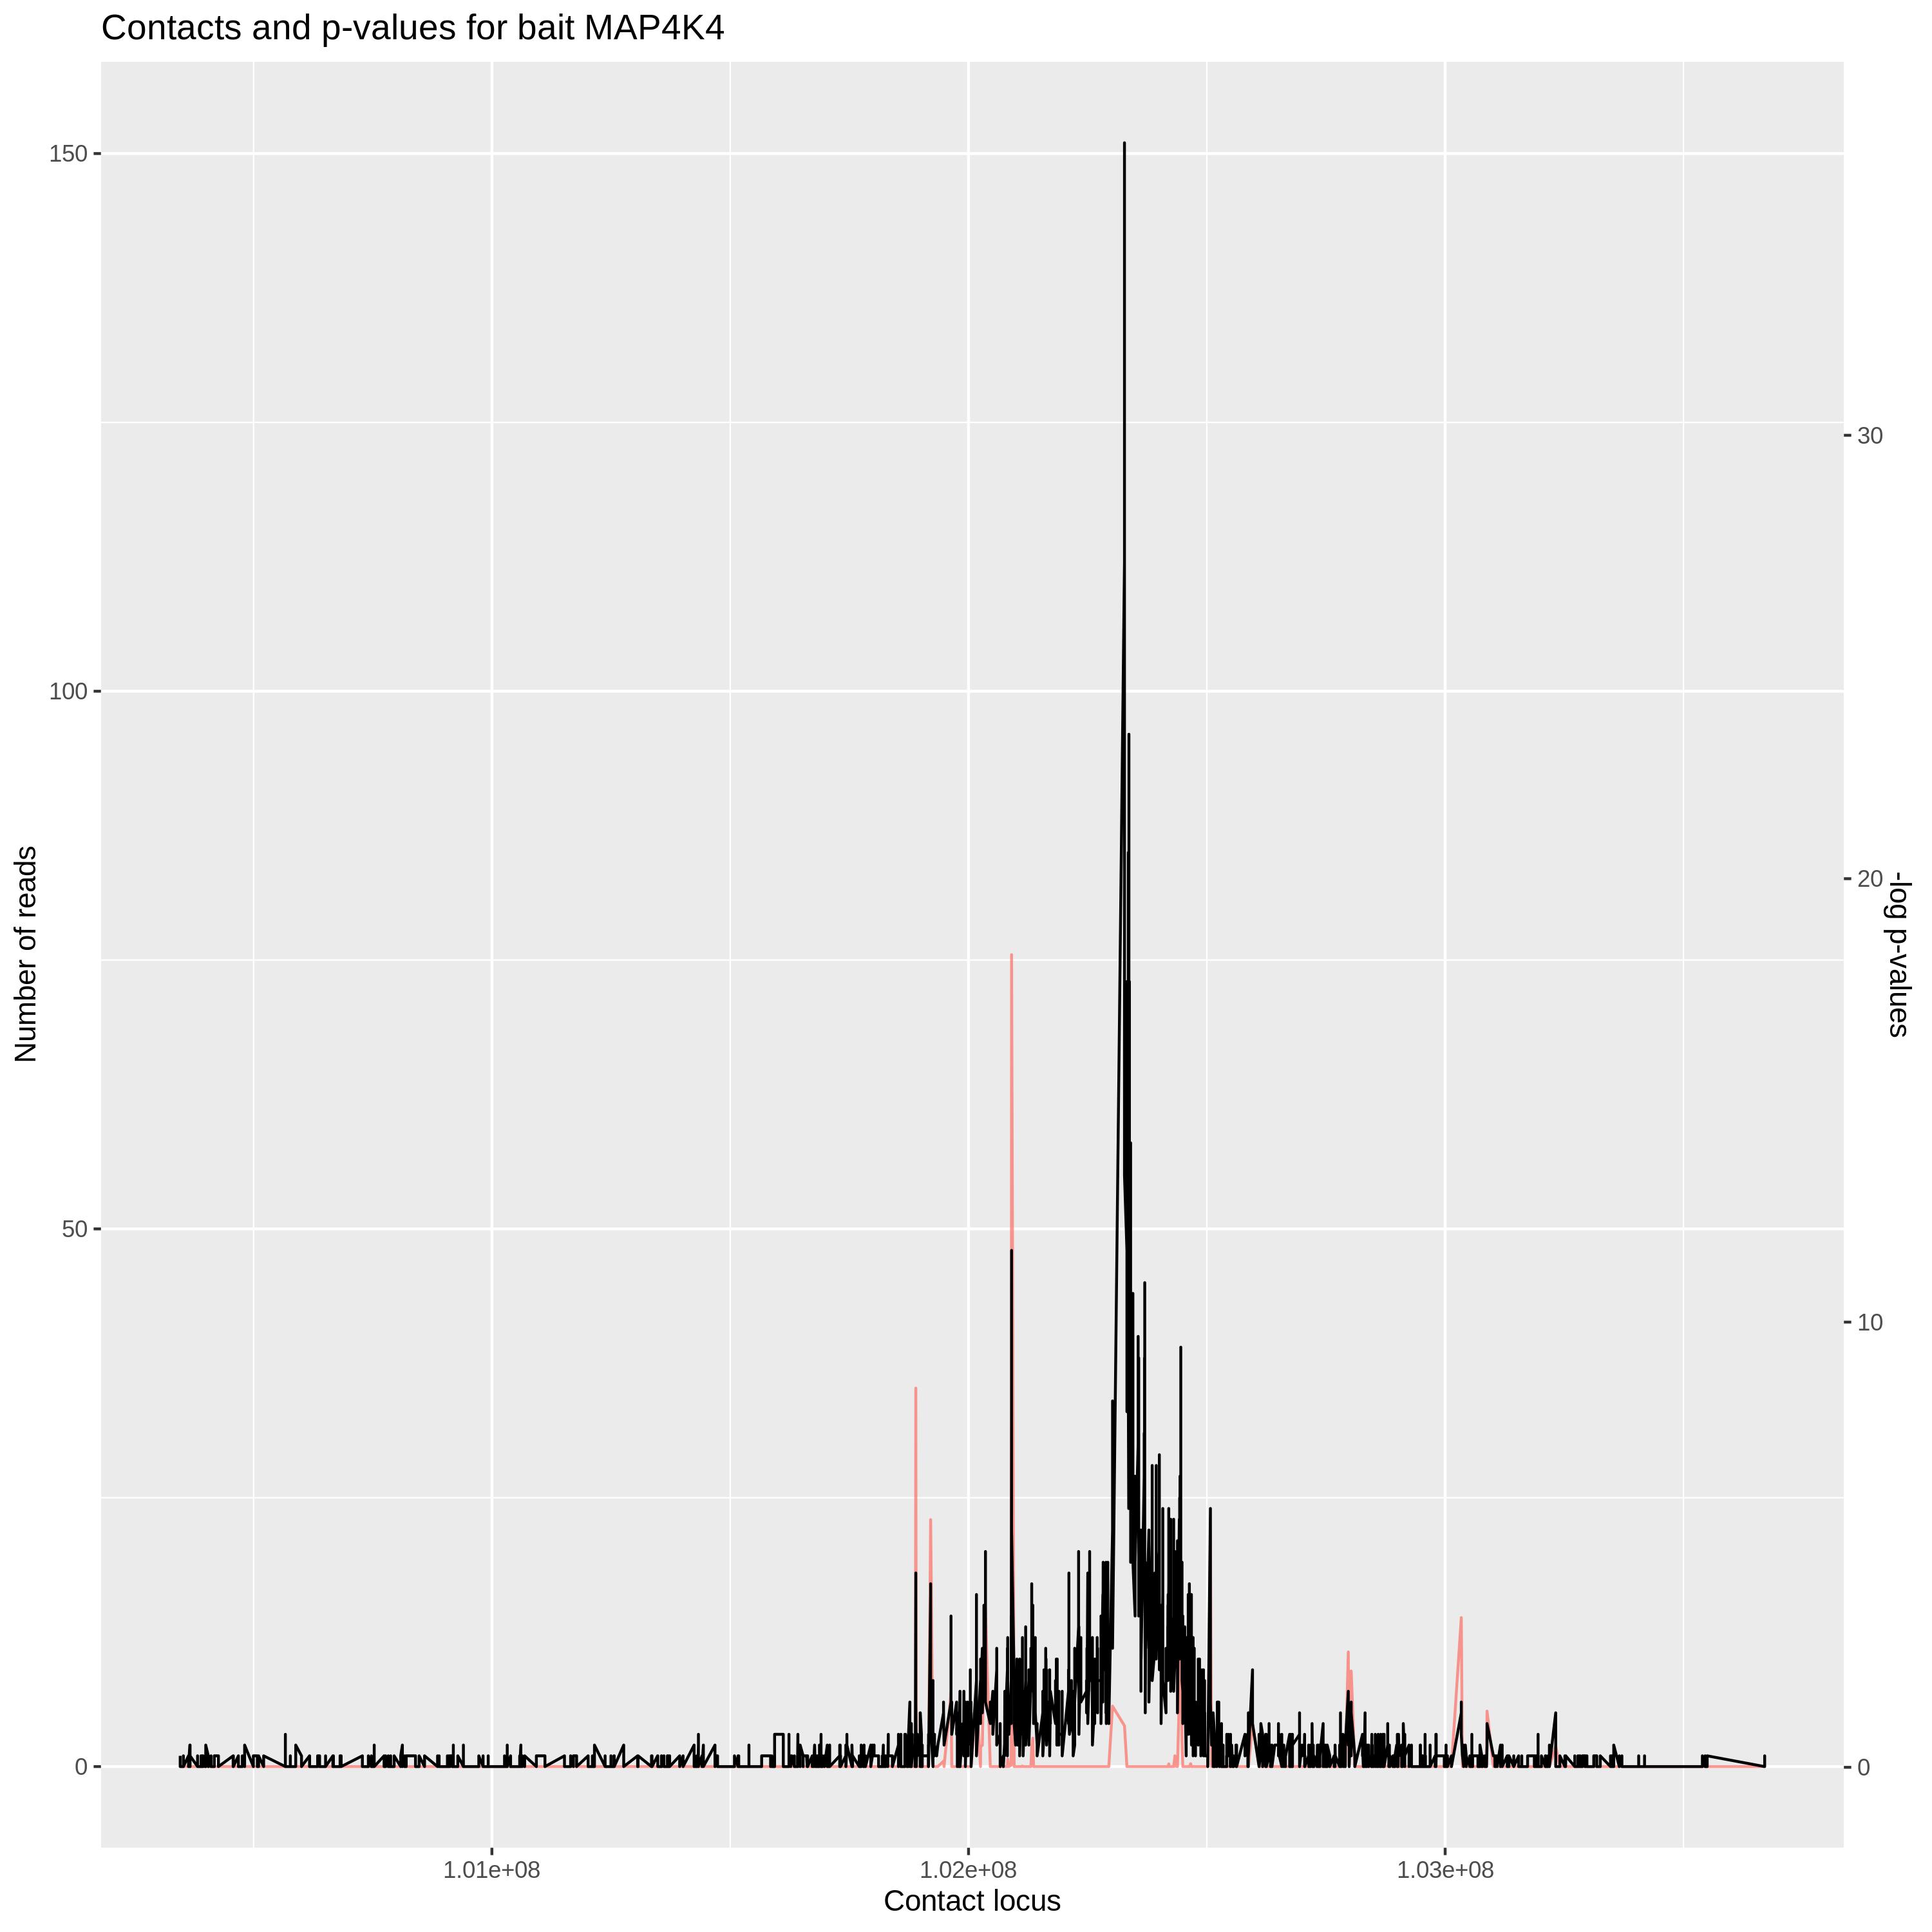 Contacts and p-values for bait MAP4K4
150
100
50
0
Number of reads
30
20
10
0
-log p-values
1.01e+08
1.02e+08
1.03e+08
Contact locus